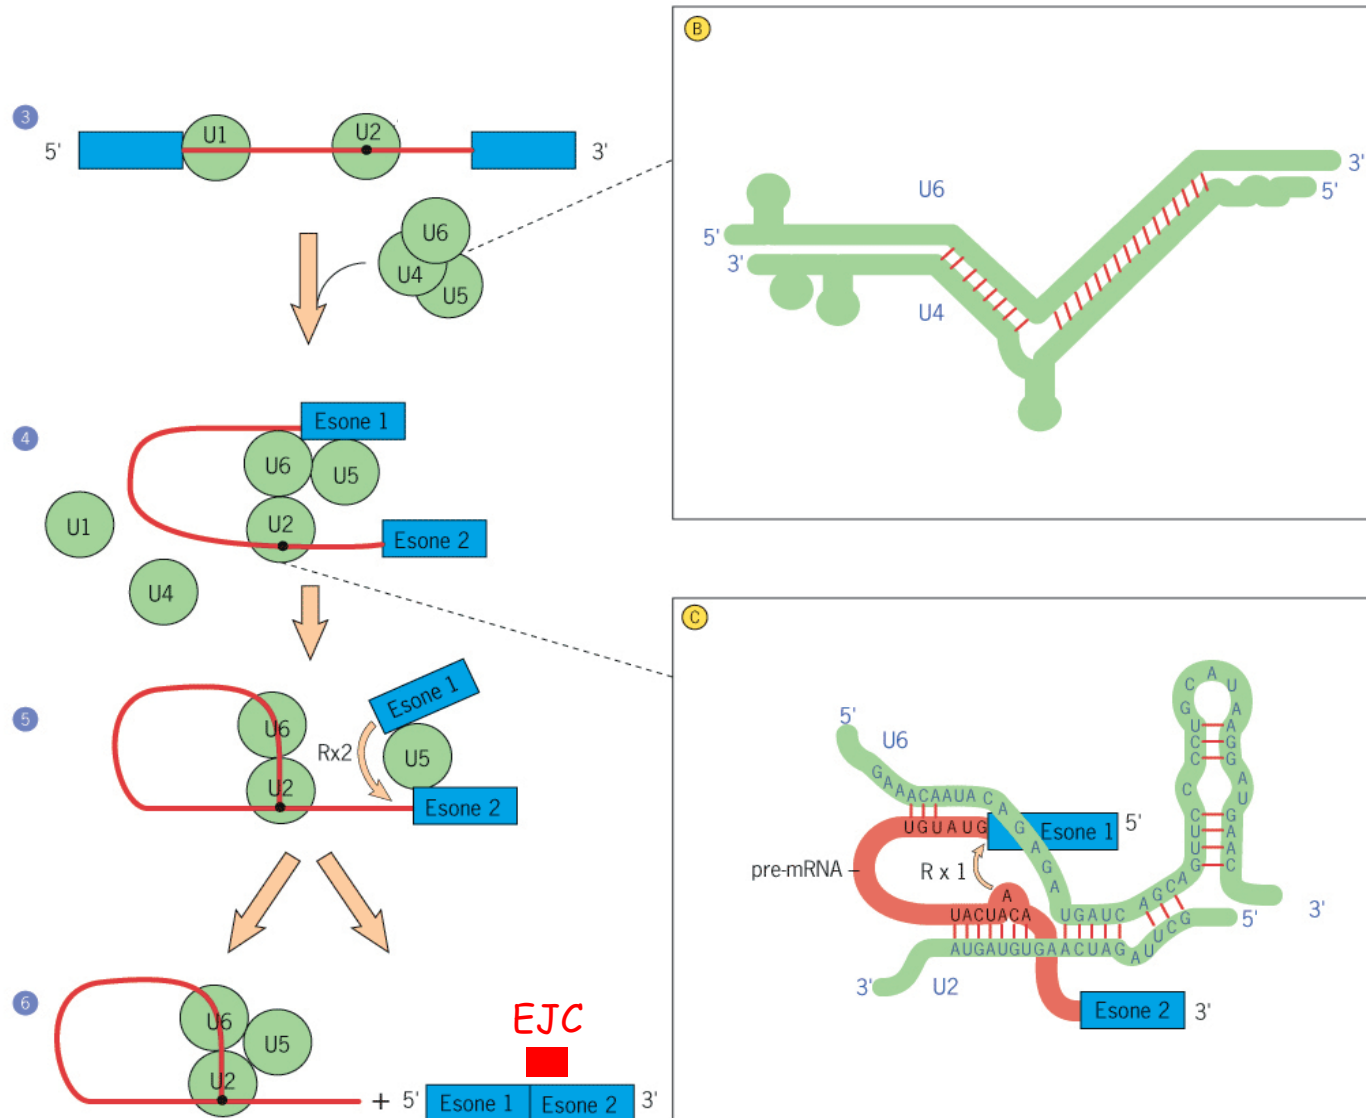 3
5' U1 U2 3'
U6
U4
U5
4
Esone 1
U6 U5
U1
U2
Esone 2
U4
5
Esone 1
U6
Rx2
U5
U2
Esone 2
6
U6
U5
U2
EJC
+ 5' Esone 1 Esone 2 3'
B
U6
3'
5'
5'
3'
U4
C
5'
U6
GAAACAAUACAGAGAUGAUCAGCAGUUCCCCUGCAUAAGGAUGAAC
3'
UGUAUG
Esone 1 5'
pre-mRNA
R x 1
A
UACUACA
AUGAUGUGAACUAGAUUCG
5'
3'
U2
Esone 2 3'